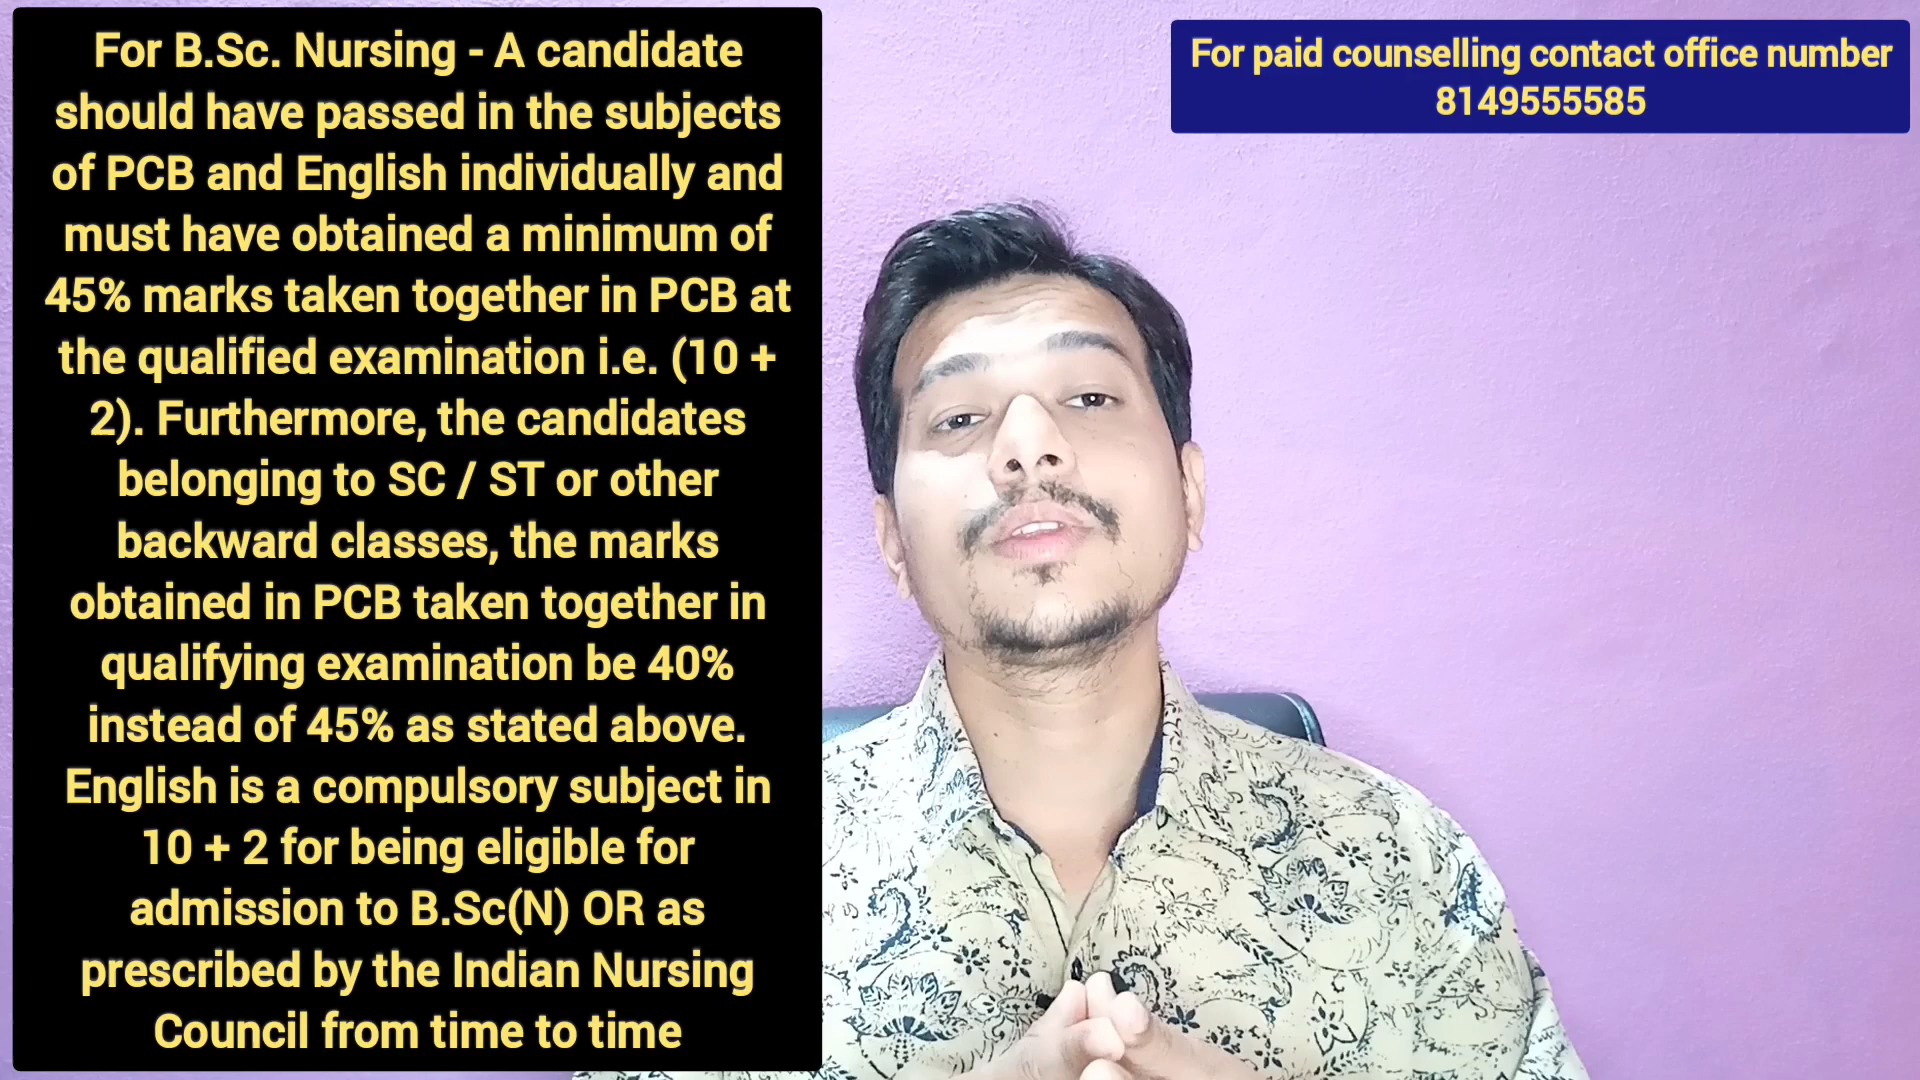 For B.Sc. Nursing - A candidate
should have passed in the subjects
of PCB and English individually and
must have obtained a minimum of
45% marks taken together in PCB at
the qualified examination i.e. (10 +
2). Furthermore, the candidates
belonging to SC / ST or other
backward classes, the marks
obtained in PCB taken together in
qualifying examination be 40%
instead of 45% as stated above.
English is a compulsory subject in
10 + 2 for being eligible for
admission to B.Sc(N) OR as
prescribed by the Indian Nursing
Council from time to time
For paid counselling contact office number
8149555585